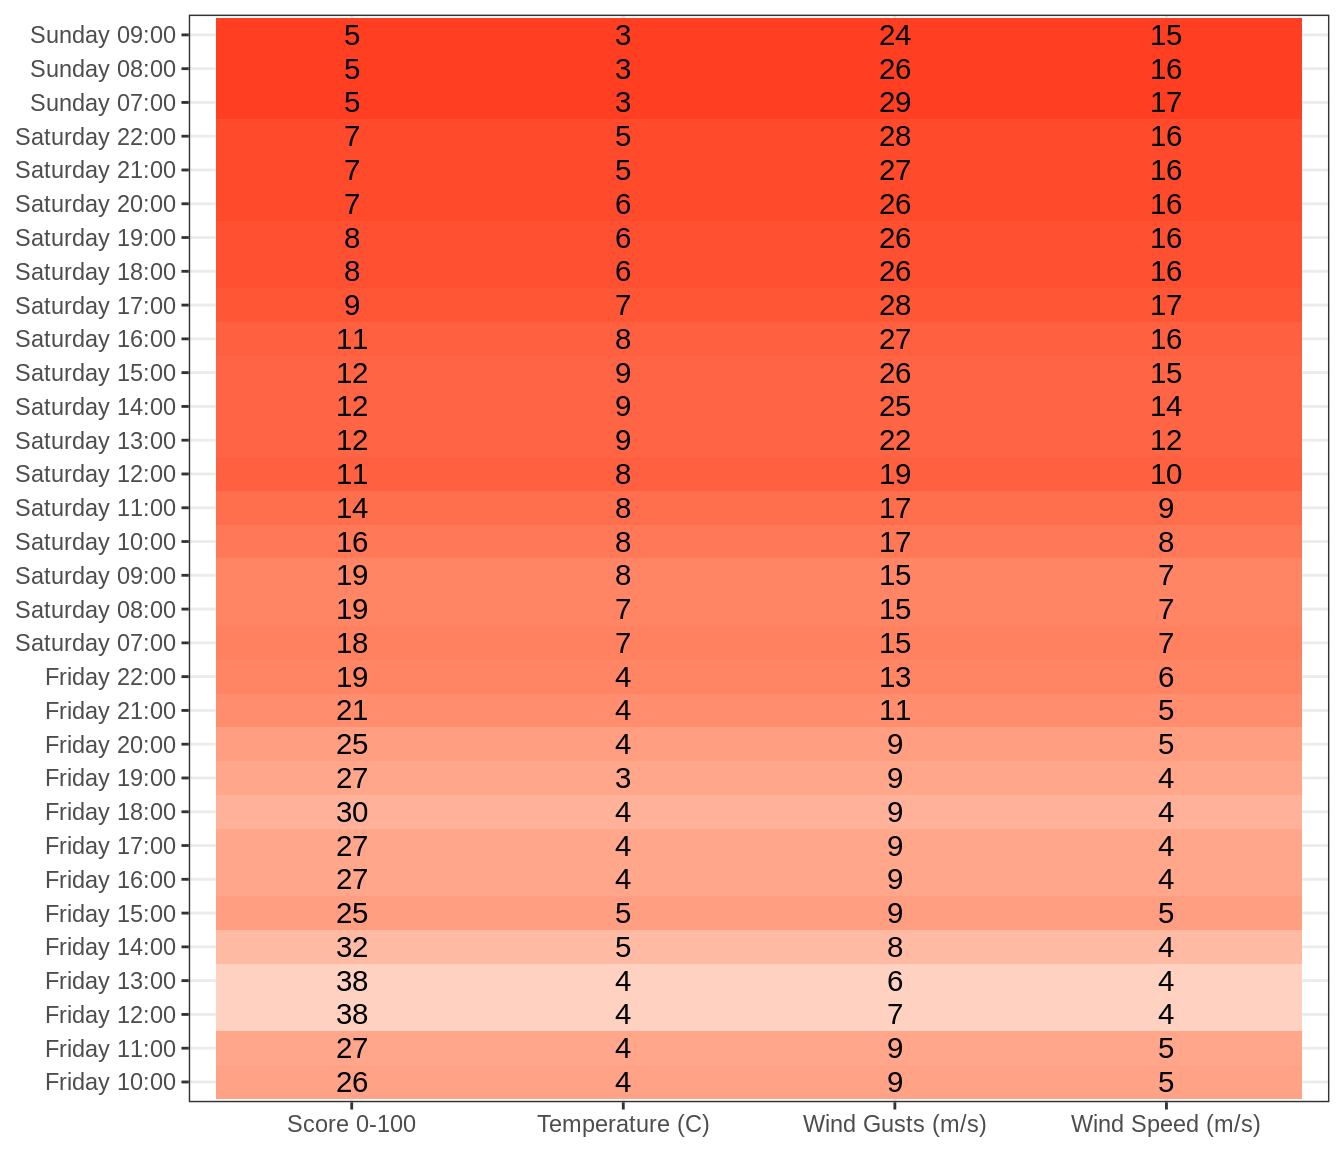 Sunday 09:00 5 3 24 15
Sunday 08:00 5 3 26 16
Sunday 07:00 5 3 29 17
Saturday 22:00 7 5 28 16
Saturday 21:00 7 5 27 16
Saturday 20:00 7 6 26 16
Saturday 19:00 8 6 26 16
Saturday 18:00 8 6 26 16
Saturday 17:00 9 7 28 17
Saturday 16:00 11 8 27 16
Saturday 15:00 12 9 26 15
Saturday 14:00 12 9 25 14
Saturday 13:00 12 9 22 12
Saturday 12:00 11 8 19 10
Saturday 11:00 14 8 17 9
Saturday 10:00 16 8 17 8
Saturday 09:00 19 8 15 7
Saturday 08:00 19 7 15 7
Saturday 07:00 18 7 15 7
Friday 22:00 19 4 13 6
Friday 21:00 21 4 11 5
Friday 20:00 25 4 9 5
Friday 19:00 27 3 9 4
Friday 18:00 30 4 9 4
Friday 17:00 27 4 9 4
Friday 16:00 27 4 9 4
Friday 15:00 25 5 9 5
Friday 14:00 32 5 8 4
Friday 13:00 38 4 6 4
Friday 12:00 38 4 7 4
Friday 11:00 27 4 9 5
Friday 10:00 26 4 9 5
Score 0-100 Temperature (C) Wind Gusts (m/s) Wind Speed (m/s)